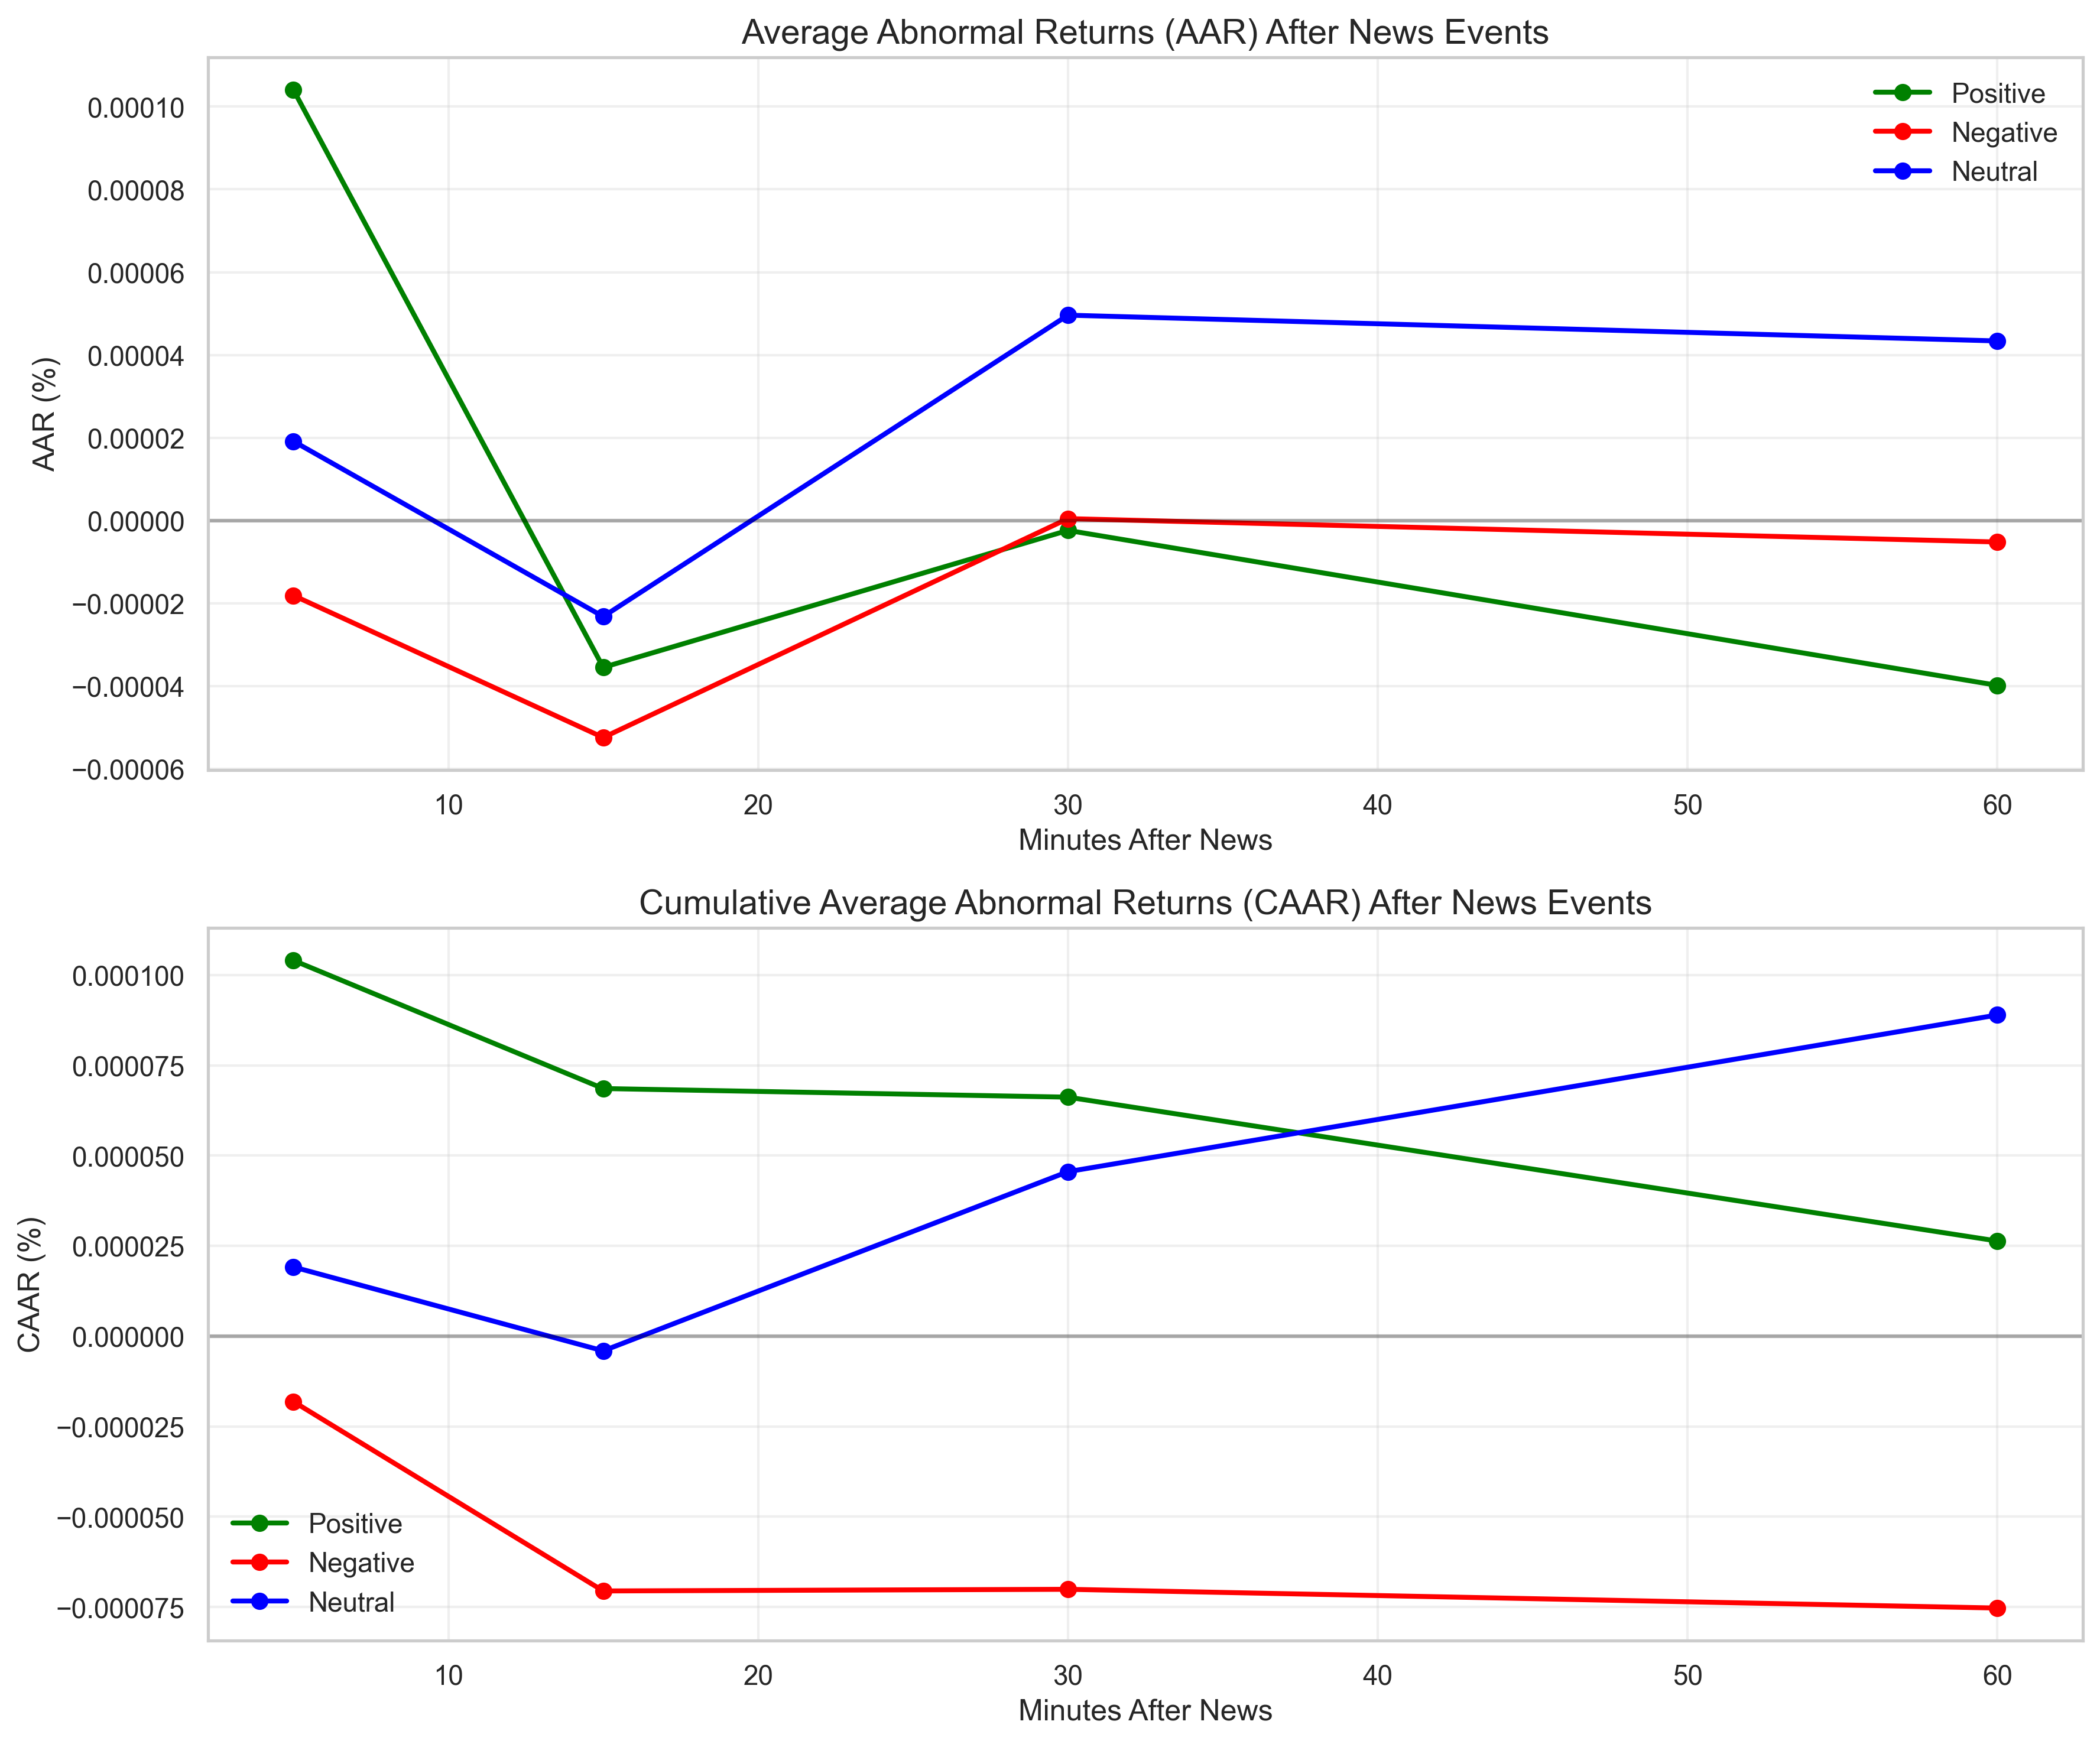 Average Abnormal Returns (AAR) After News Events
AAR (%)
0.00010
0.00008
0.00006
0.00004
0.00002
0.00000
−0.00002
−0.00004
−0.00006
Positive
Negative
Neutral
10 20 30 40 50 60
Minutes After News
Cumulative Average Abnormal Returns (CAAR) After News Events
CAAR (%)
0.000100
0.000075
0.000050
0.000025
0.000000
−0.000025
−0.000050
−0.000075
Positive
Negative
Neutral
10 20 30 40 50 60
Minutes After News